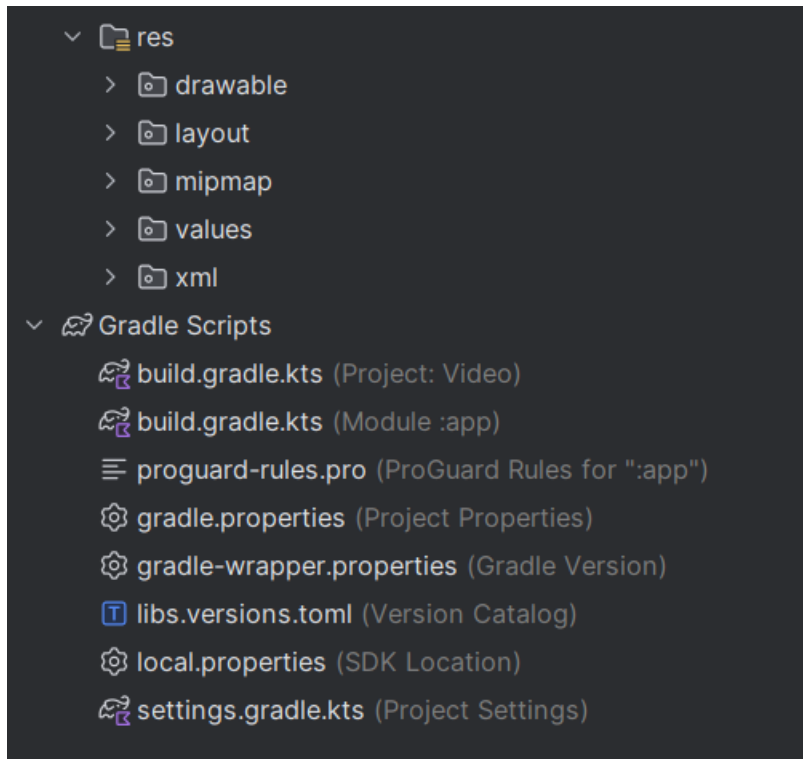 res
drawable
layout
mipmap
values
xml
Gradle Scripts
build.gradle.kts (Project: Video)
build.gradle.kts (Module :app)
proguard-rules.pro (ProGuard Rules for ":app")
gradle.properties (Project Properties)
gradle-wrapper.properties (Gradle Version)
libs.versions.toml (Version Catalog)
local.properties (SDK Location)
settings.gradle.kts (Project Settings)